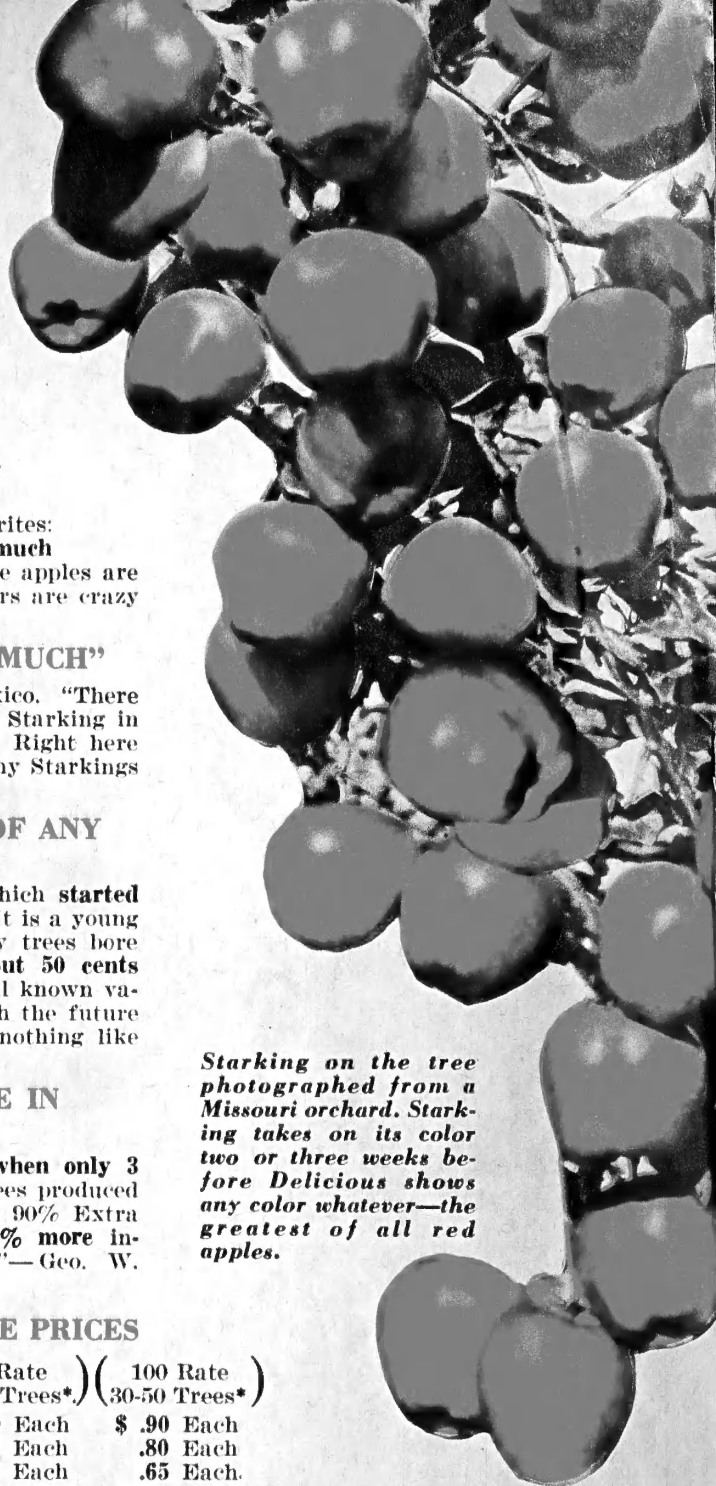 rites:
much
e apples are
rs are crazy
MUCH”
xico. “There
Starking in
Right here
ny Starkings
OF ANY
hich started
t is a young
y trees bore
out 50 cents
l known va-
h the future
nothing like
E IN
when only 3
ees produced
90% Extra
% more in-
”—Geo. W.
E PRICES
Rate
Trees*.)
Each
Each
Each
(100 Rate
30-50 Trees*)
$ .90 Each
.80 Each
.65 Each.
Starking on the tree
photographed from a
Missouri orchard. Stark-
ing takes on its color
two or three weeks be-
fore Delicious shows
any color whatever—the
greatest of all red
apples.